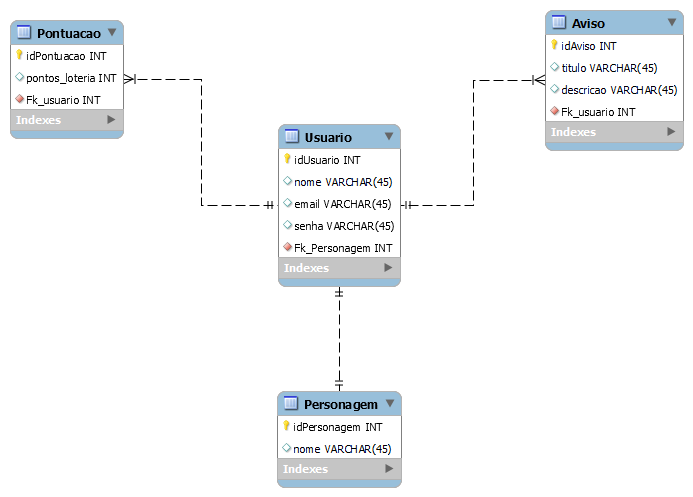 Pontuacao
idPontuacao INT
pontos_loteria INT
Fk_usuario INT
Indexes
Aviso
idAviso INT
titulo VARCHAR(45)
descricao VARCHAR(45)
Fk_usuario INT
Indexes
Usuario
idUsuario INT
nome VARCHAR(45)
email VARCHAR(45)
senha VARCHAR(45)
Fk_Personagem INT
Indexes
Personagem
idPersonagem INT
nome VARCHAR(45)
Indexes